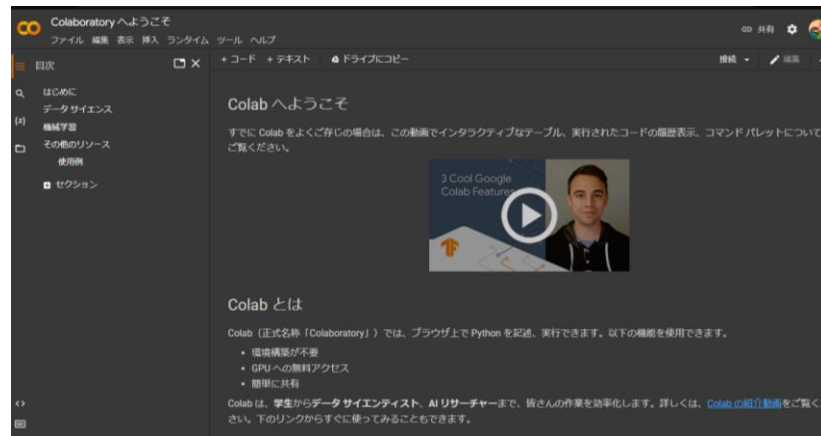 Colaboratory へようこそ
ファイル 編集 表示 挿入 ランタイム ツール ヘルプ
共有
目次
+ コード + テキスト ドライブにコピー
接続 編集
はじめに
データ サイエンス
機械学習
その他のリソース
使用例
セクション
{x}
Colab へようこそ
すでに Colab をよくご存じの場合は、この動画でインタラクティブなテーブル、実行されたコードの履歴表示、コマンド パレットについて
ご覧ください。
3 Cool Google
Colab Features
Colab とは
Colab（正式名称「Colaboratory」）では、ブラウザ上で Python を記述、実行できます。以下の機能を使用できます。
• 環境構築が不要
• GPU への無料アクセス
• 簡単に共有
Colab は、学生からデータ サイエンティスト、AI リサーチャーまで、皆さんの作業を効率化します。詳しくは、Colab の紹介動画をご覧く
さい。下のリンクからすぐに使ってみることもできます。